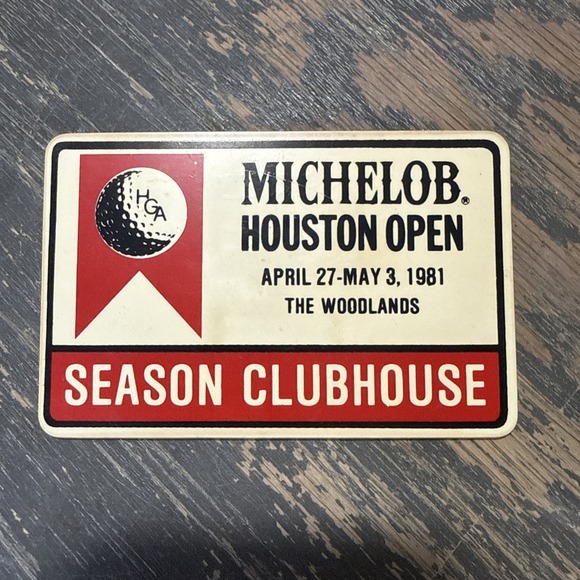 HGA
MICHELOB®
HOUSTON OPEN
APRIL 27-MAY 3, 1981
THE WOODLANDS
SEASON CLUBHOUSE